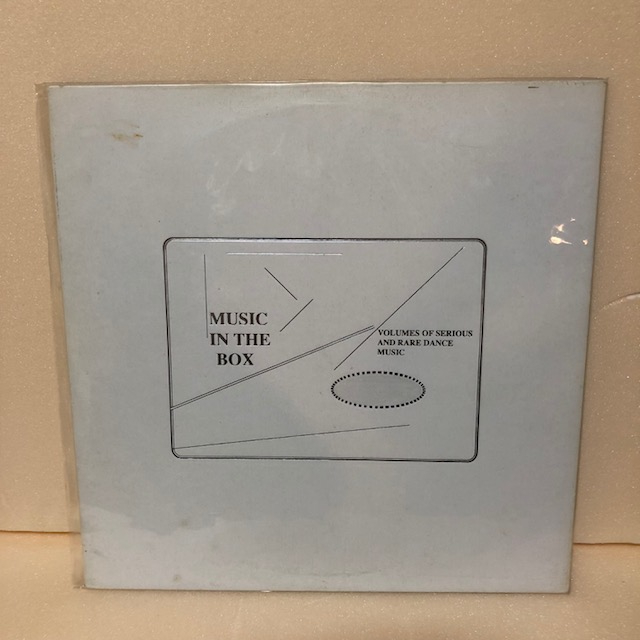 MUSIC
IN THE
BOX
VOLUMES OF SERIOUS
AND RARE DANCE
MUSIC